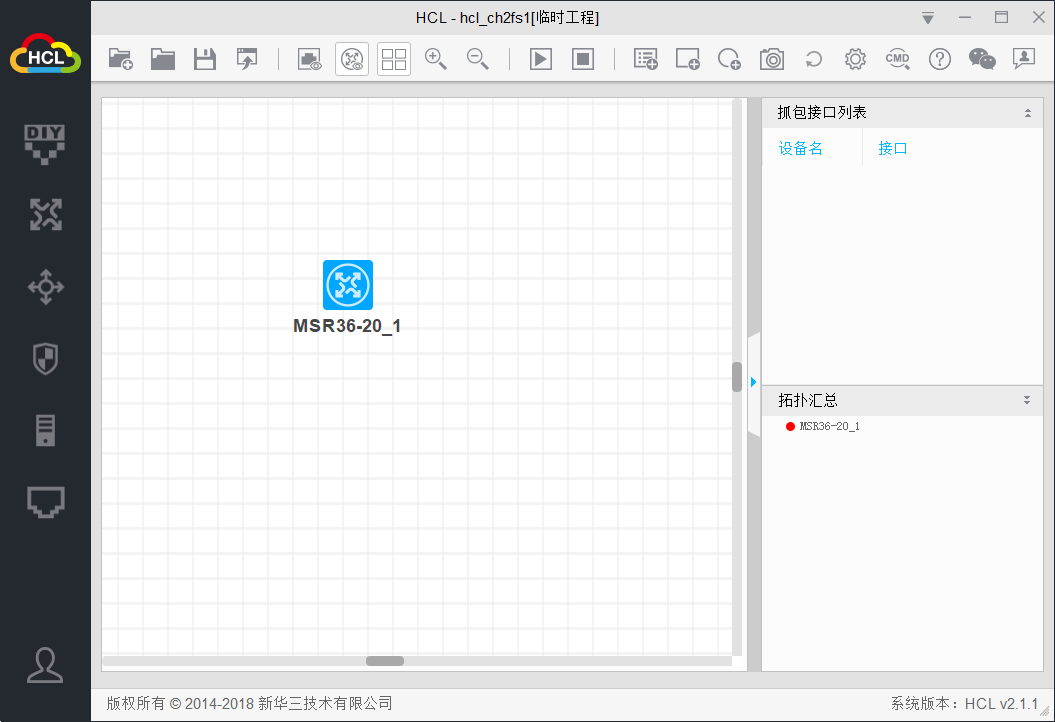 HCL - hcl_ch2fs1[临时工程]
HCL
CMD
DIY
抓包接口列表
设备名 接口
MSR36-20_1
拓扑汇总
MSR36-20_1
版权所有 © 2014-2018 新华三技术有限公司
系统版本：HCL v2.1.1